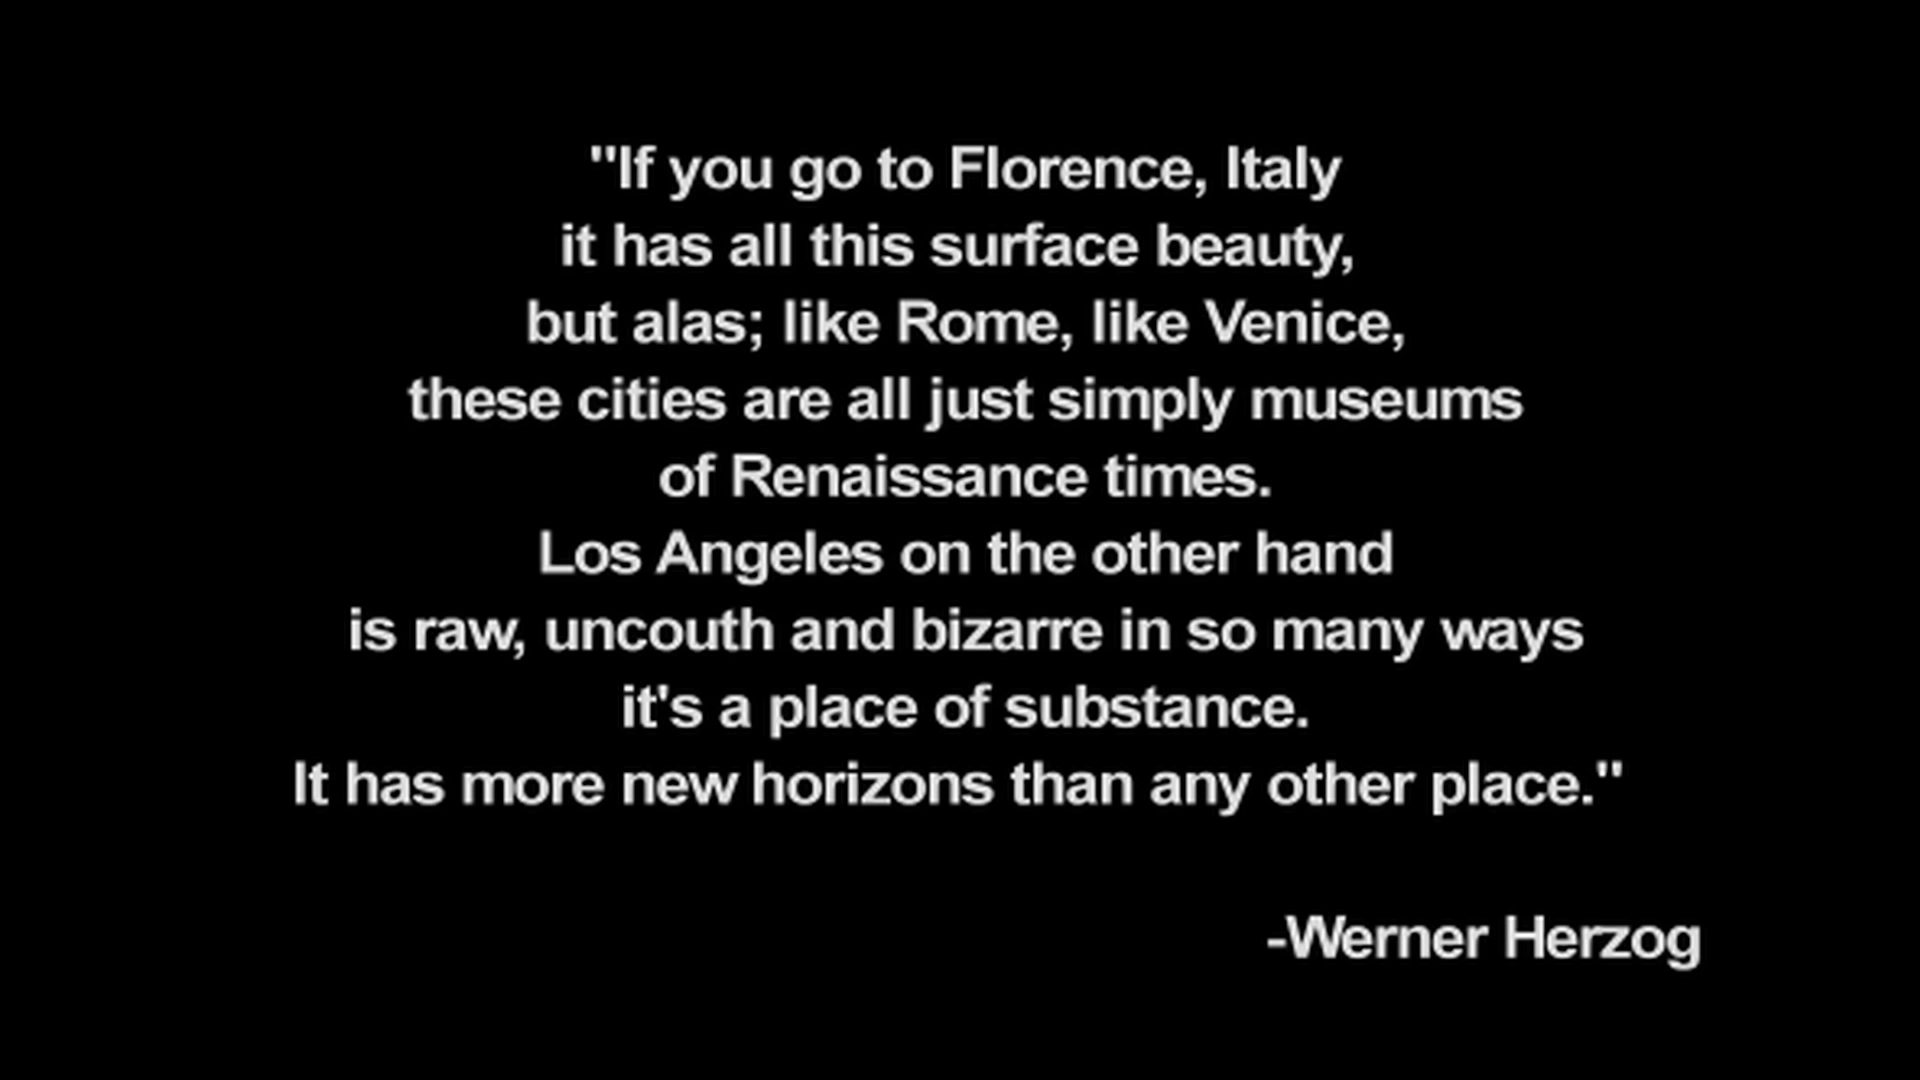 "If you go to Florence, Italy
it has all this surface beauty,
but alas; like Rome, like Venice,
these cities are all just simply museums
of Renaissance times.
Los Angeles on the other hand
is raw, uncouth and bizarre in so many ways
it's a place of substance.
It has more new horizons than any other place."
-Werner Herzog